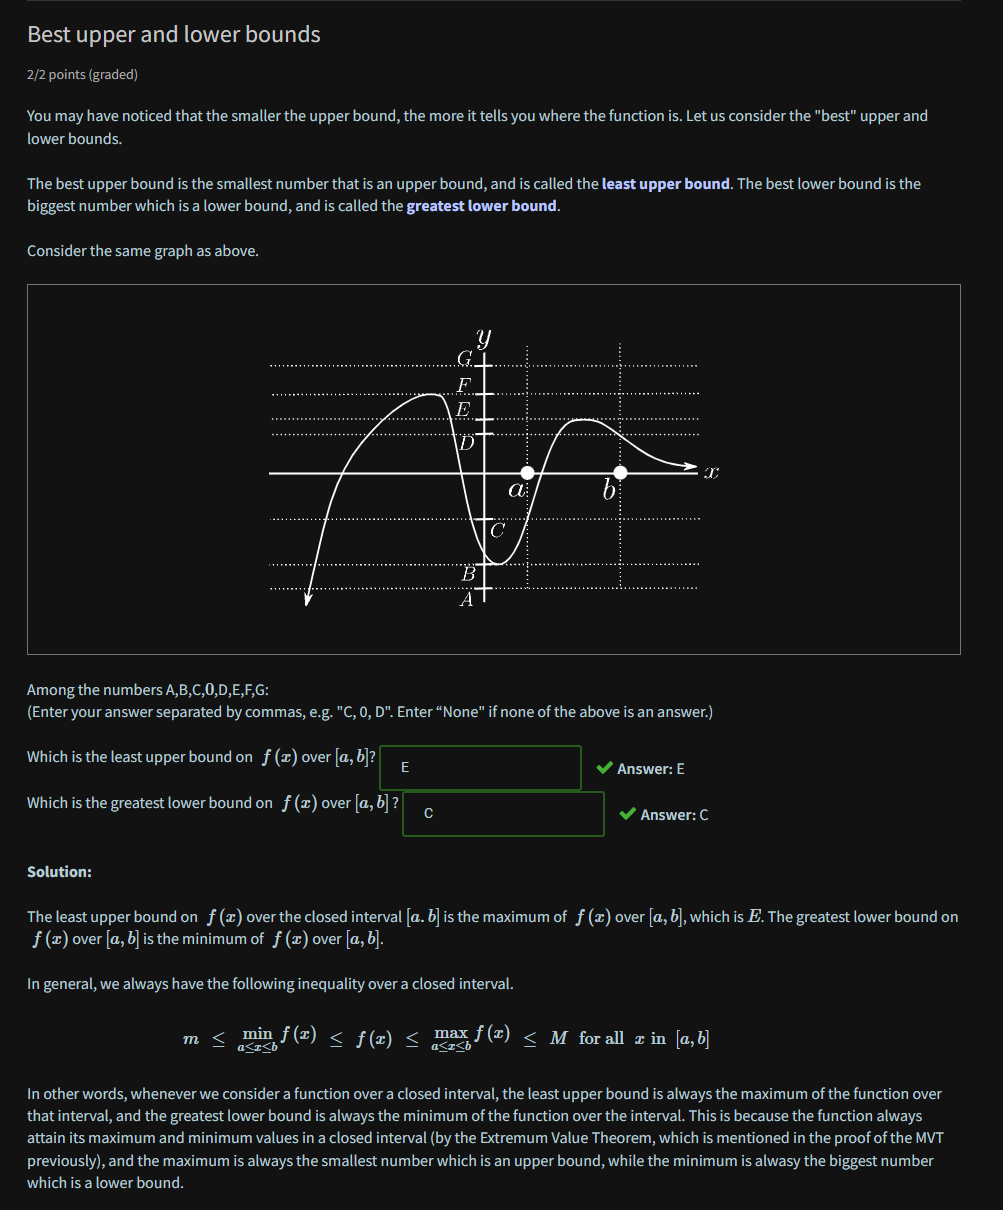 Best upper and lower bounds
2/2 points (graded)
You may have noticed that the smaller the upper bound, the more it tells you where the function is. Let us consider the "best" upper and
lower bounds.
The best upper bound is the smallest number that is an upper bound, and is called the least upper bound. The best lower bound is the
biggest number which is a lower bound, and is called the greatest lower bound.
Consider the same graph as above.
y
G
F
E
D
x
a
b
C
B
A
Among the numbers A,B,C,0,D,E,F,G:
(Enter your answer separated by commas, e.g. "C, 0, D". Enter “None” if none of the above is an answer.)
Which is the least upper bound on f (x) over [a, b]? E Answer: E
Which is the greatest lower bound on f (x) over [a, b] ? C Answer: C
Solution:
The least upper bound on f (x) over the closed interval [a. b] is the maximum of f (x) over [a, b], which is E. The greatest lower bound on
f (x) over [a, b] is the minimum of f (x) over [a, b].
In general, we always have the following inequality over a closed interval.
m ≤ min a≤x≤b f (x) ≤ f (x) ≤ max a≤x≤b f (x) ≤ M for all x in [a, b]
In other words, whenever we consider a function over a closed interval, the least upper bound is always the maximum of the function over
that interval, and the greatest lower bound is always the minimum of the function over the interval. This is because the function always
attain its maximum and minimum values in a closed interval (by the Extremum Value Theorem, which is mentioned in the proof of the MVT
previously), and the maximum is always the smallest number which is an upper bound, while the minimum is alwasy the biggest number
which is a lower bound.